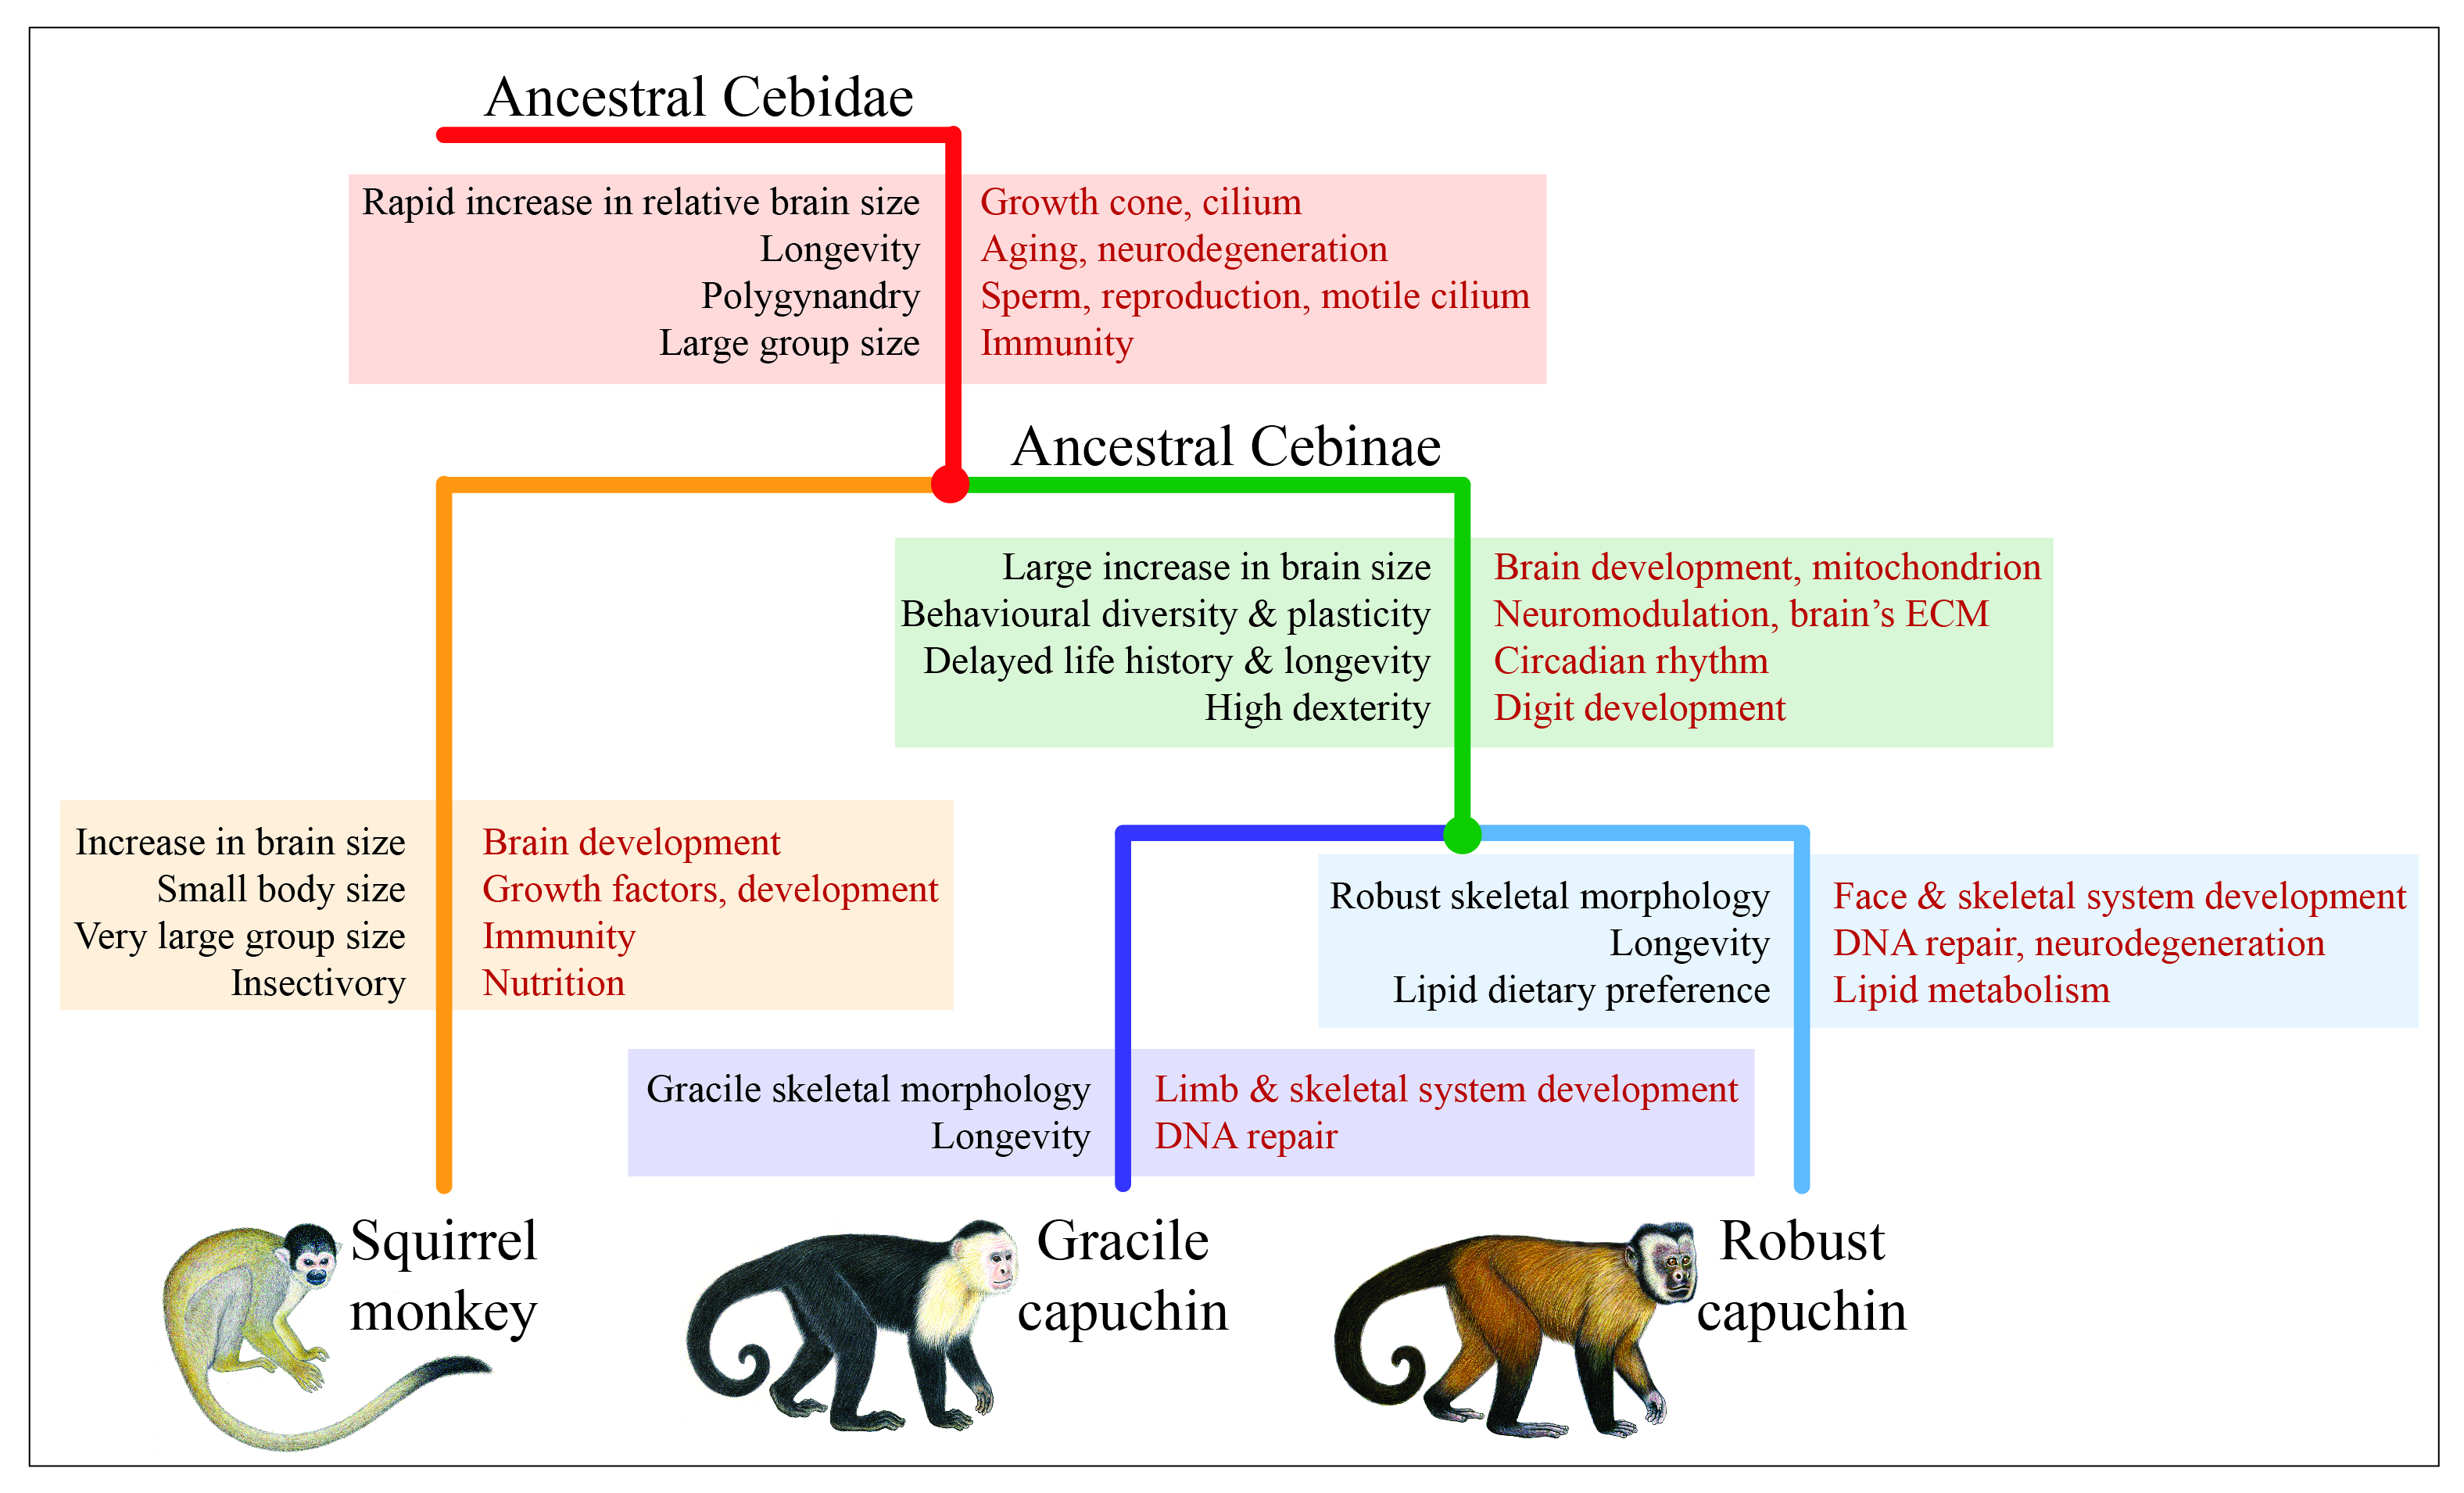 Ancestral Cebidae
Rapid increase in relative brain size Growth cone, cilium
Longevity Aging, neurodegeneration
Polygynandry Sperm, reproduction, motile cilium
Large group size Immunity
Ancestral Cebinae
Large increase in brain size Brain development, mitochondrion
Behavioural diversity & plasticity Neuromodulation, brain’s ECM
Delayed life history & longevity Circadian rhythm
High dexterity Digit development
Increase in brain size Brain development
Small body size Growth factors, development
Very large group size Immunity
Insectivory Nutrition
Robust skeletal morphology Face & skeletal system development
Longevity DNA repair, neurodegeneration
Lipid dietary preference Lipid metabolism
Gracile skeletal morphology Limb & skeletal system development
Longevity DNA repair
Squirrel
monkey
Gracile
capuchin
Robust
capuchin